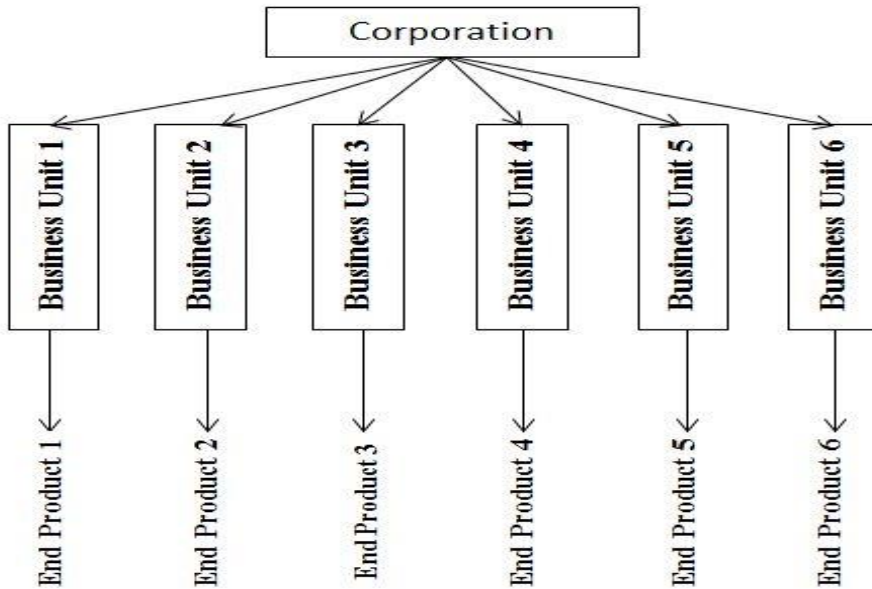 Corporation
Business Unit 1
Business Unit 2
Business Unit 3
Business Unit 4
Business Unit 5
Business Unit 6
End Product 1
End Product 2
End Product 3
End Product 4
End Product 5
End Product 6